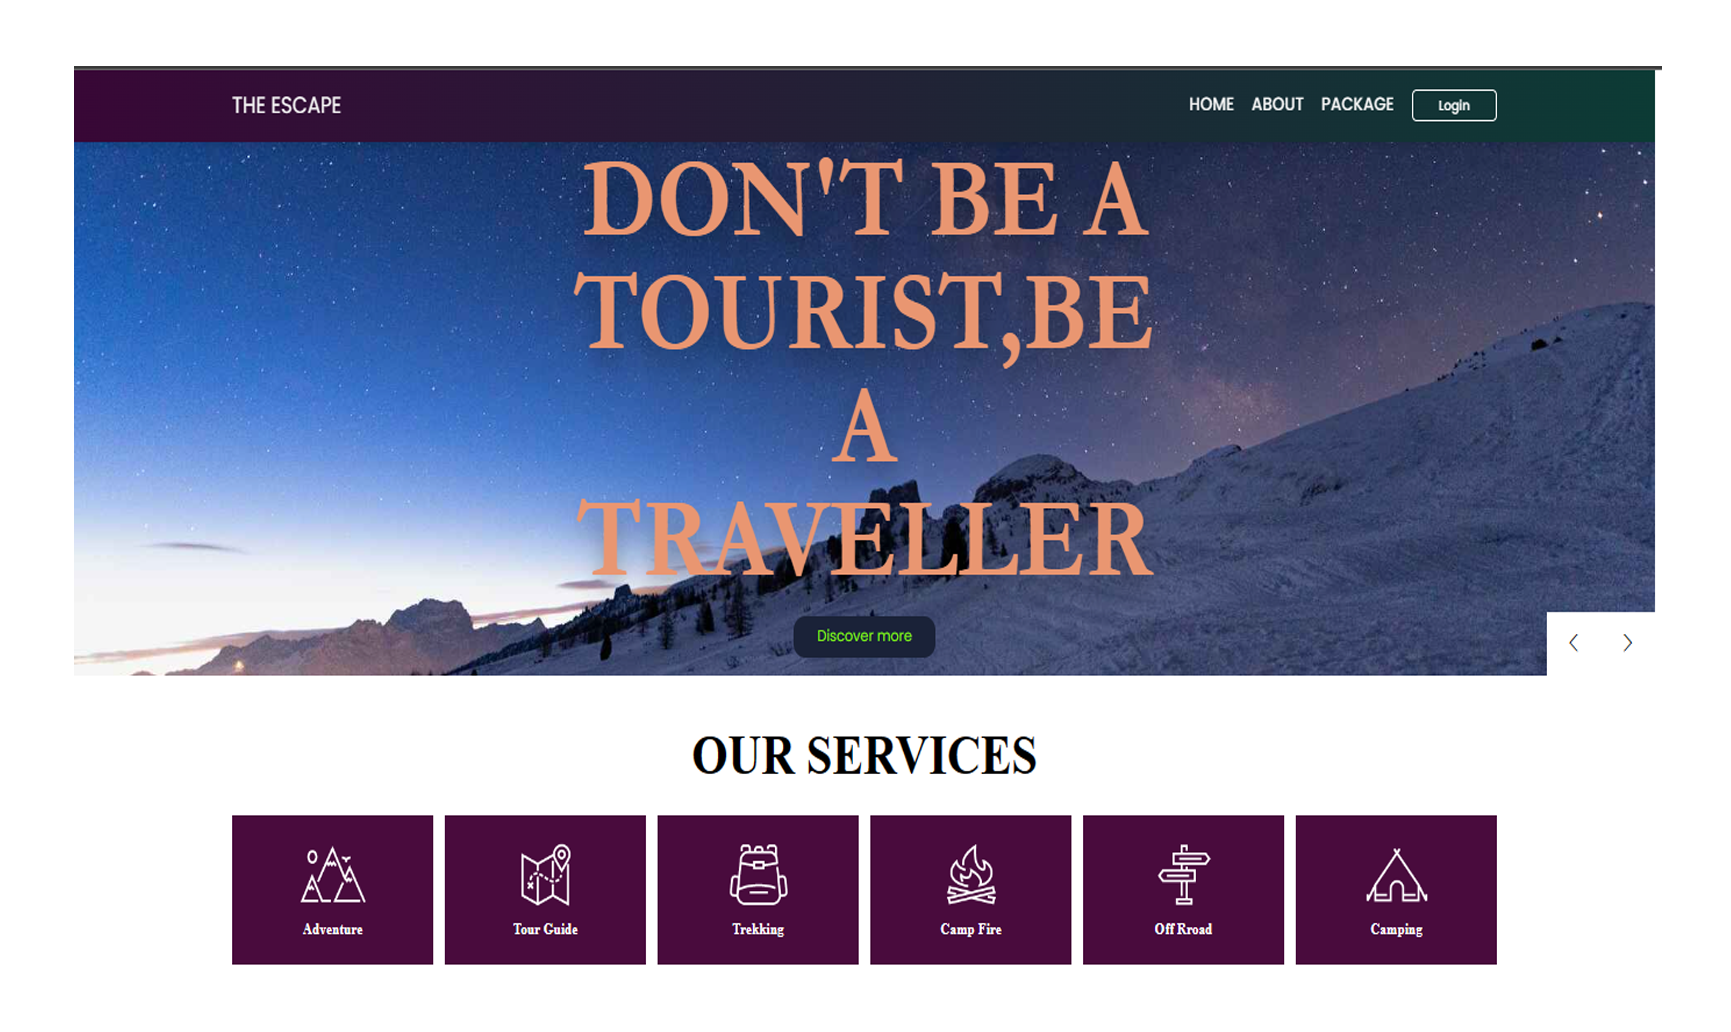 THE ESCAPE
HOME ABOUT PACKAGE LogIn
DON'T BE A
TOURIST,BE
A
TRAVELLER
Discover more
OUR SERVICES
Adventure
Tour Guide
Trekking
Camp Fire
Off Rroad
Camping